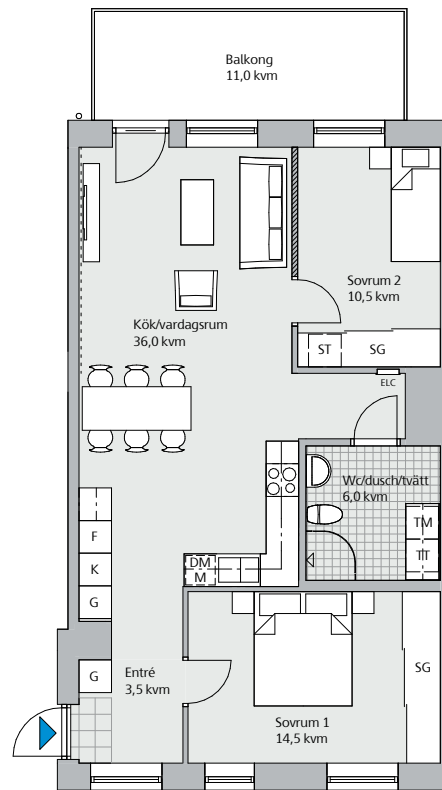 Balkong
11,0 kvm
Sovrum 2
10,5 kvm
Kök/vardagsrum
36,0 kvm
ST
SG
ELC
Wc/dusch/tvätt
6,0 kvm
TM
TT
F
K
G
DM
M
G
Entré
3,5 kvm
SG
Sovrum 1
14,5 kvm